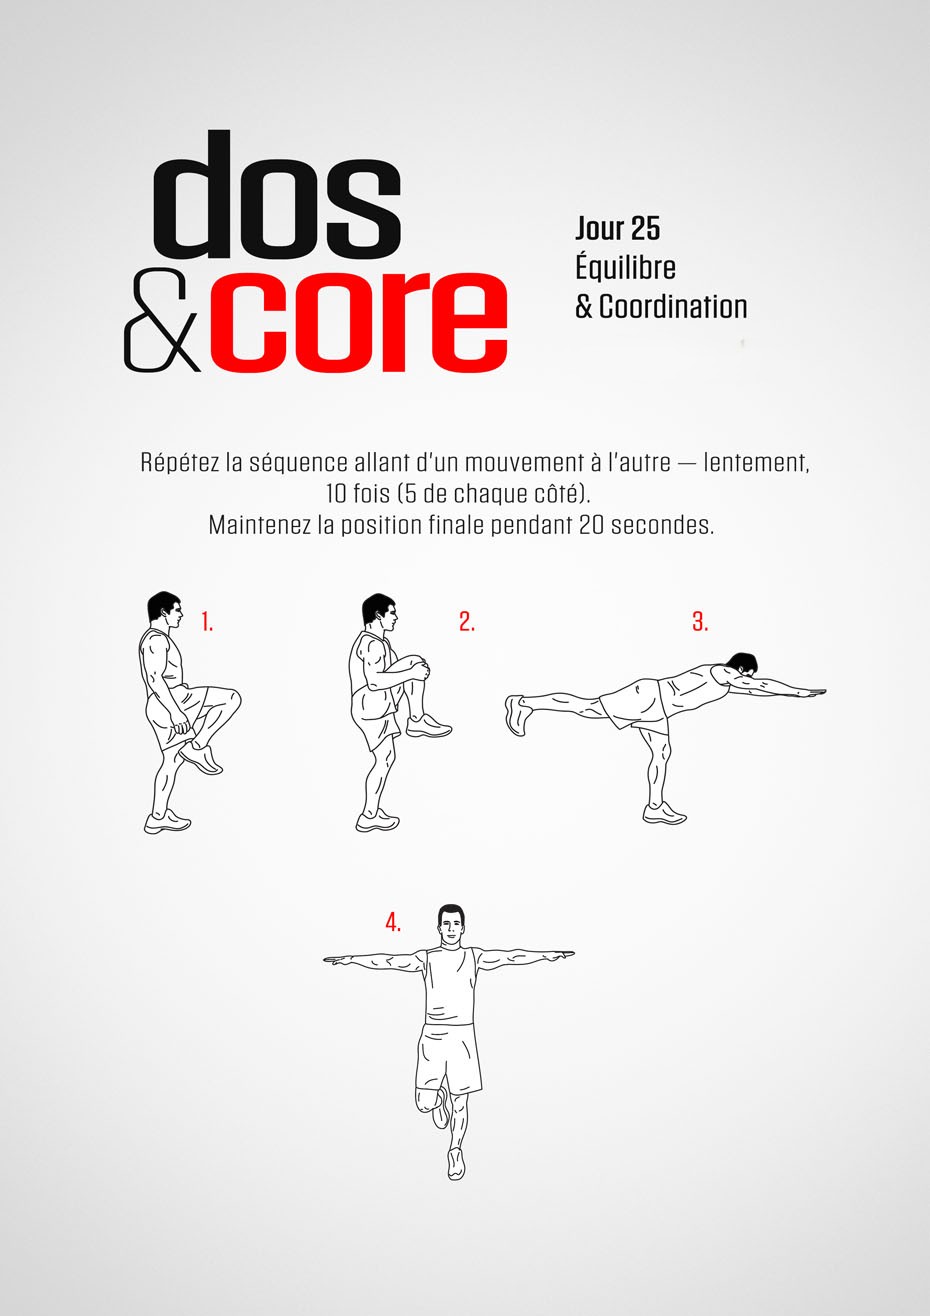 dos
& core
Jour 25
Équilibre
& Coordination
Répétez la séquence allant d'un mouvement à l'autre — lentement,
10 fois (5 de chaque côté).
Maintenez la position finale pendant 20 secondes.
1.
2.
3.
4.